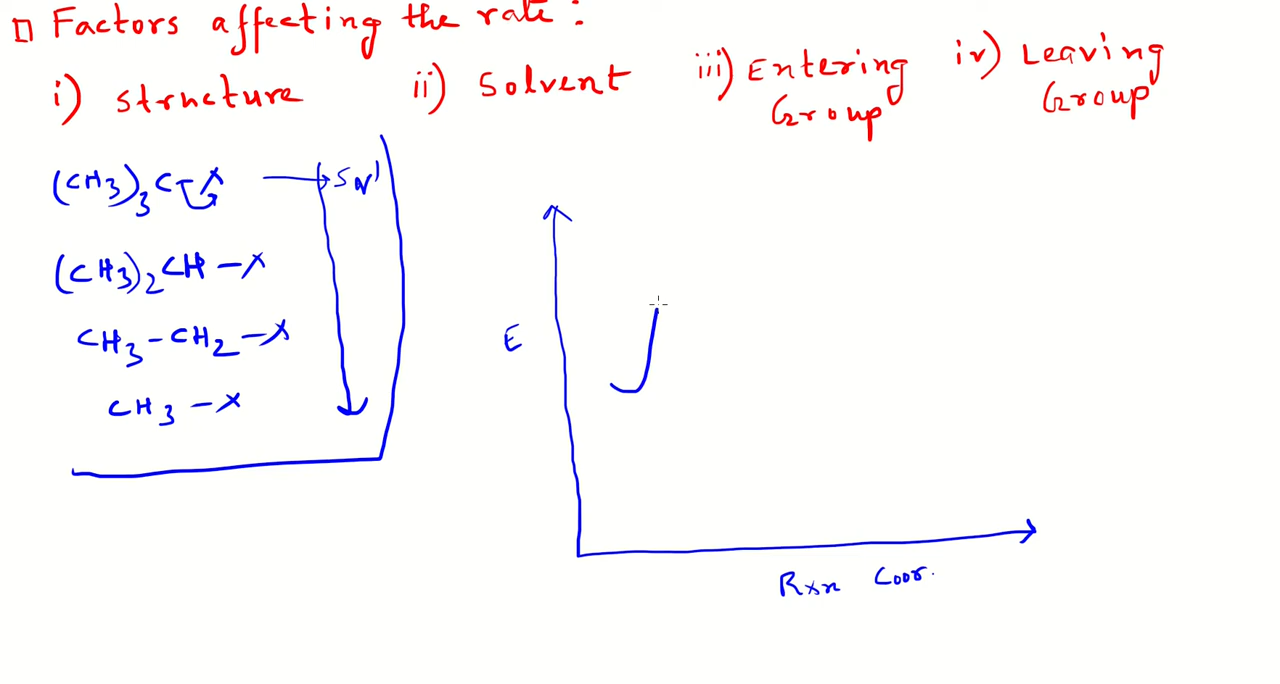 Factors affecting the rate :
i) structure ii) Solvent iii) Entering Group iv) Leaving Group
(CH3)3C X → SN1
(CH3)2CH - X
CH3 - CH2 - X
CH3 - X
E
Rxn Coor.